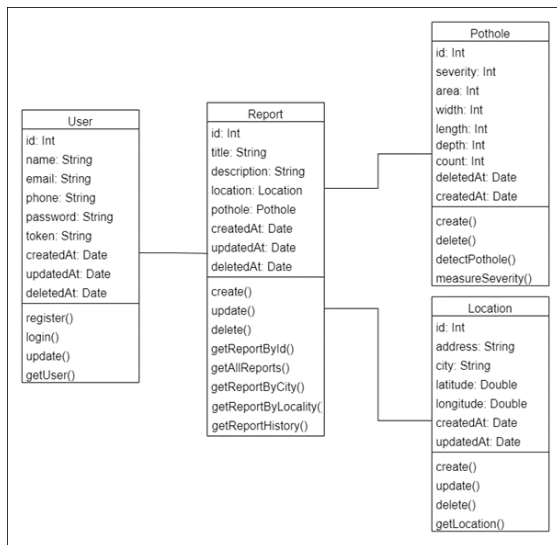 User
id: Int
name: String
email: String
phone: String
password: String
token: String
createdAt: Date
updatedAt: Date
deletedAt: Date
register()
login()
update()
getUser()
Report
id: Int
title: String
description: String
location: Location
pothole: Pothole
createdAt: Date
updatedAt: Date
deletedAt: Date
create()
update()
delete()
getReportById()
getAllReports()
getReportByCity()
getReportByLocality(
getReportHistory()
Pothole
id: Int
severity: Int
area: Int
width: Int
length: Int
depth: Int
count: Int
deletedAt: Date
createdAt: Date
create()
delete()
detectPothole()
measureSeverity()
Location
id: Int
address: String
city: String
latitude: Double
longitude: Double
createdAt: Date
updatedAt: Date
create()
update()
delete()
getLocation()